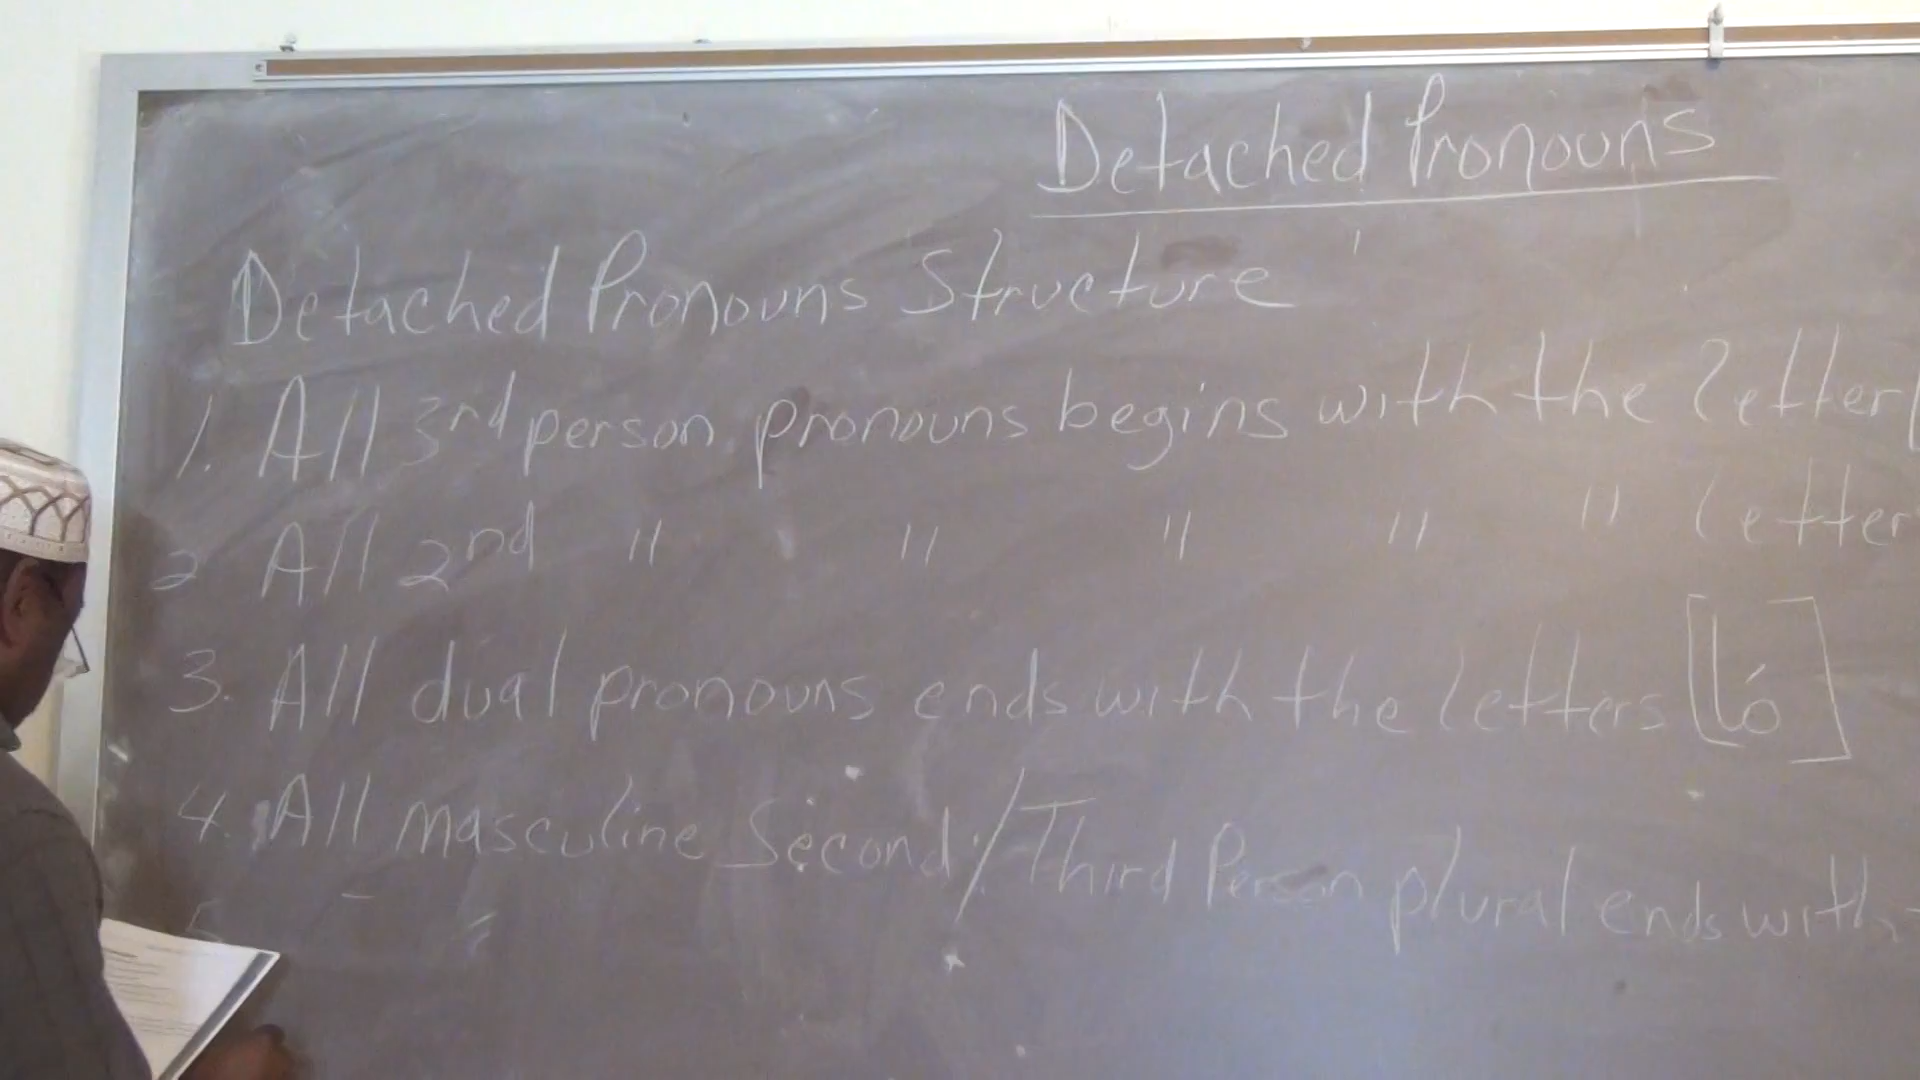 Detached Pronouns
Detached Pronouns Structure
1. All 3rd person pronouns begins with the letter
2 All 2nd " " " " " letter
3. All dual pronouns ends with the letters [مَا]
4. All masculine Second/Third Person plural ends with
5